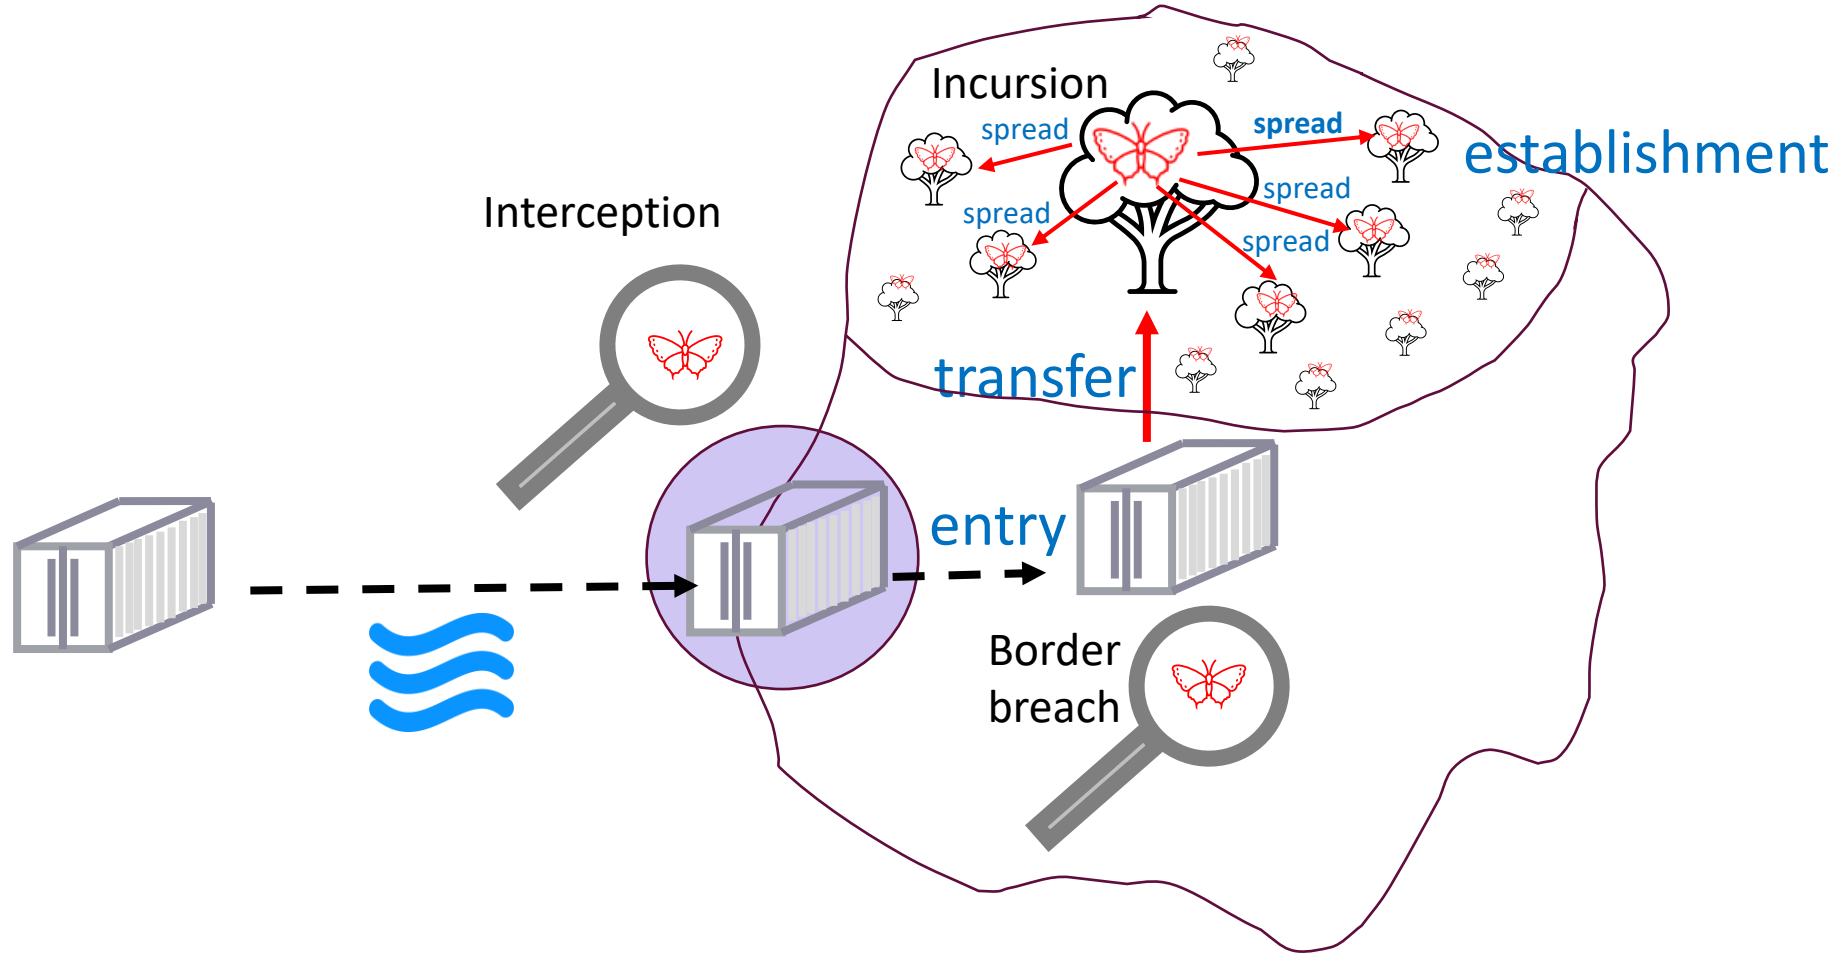 Incursion
spread
spread
establishment
spread
Interception
spread
spread
transfer
entry
Border
breach